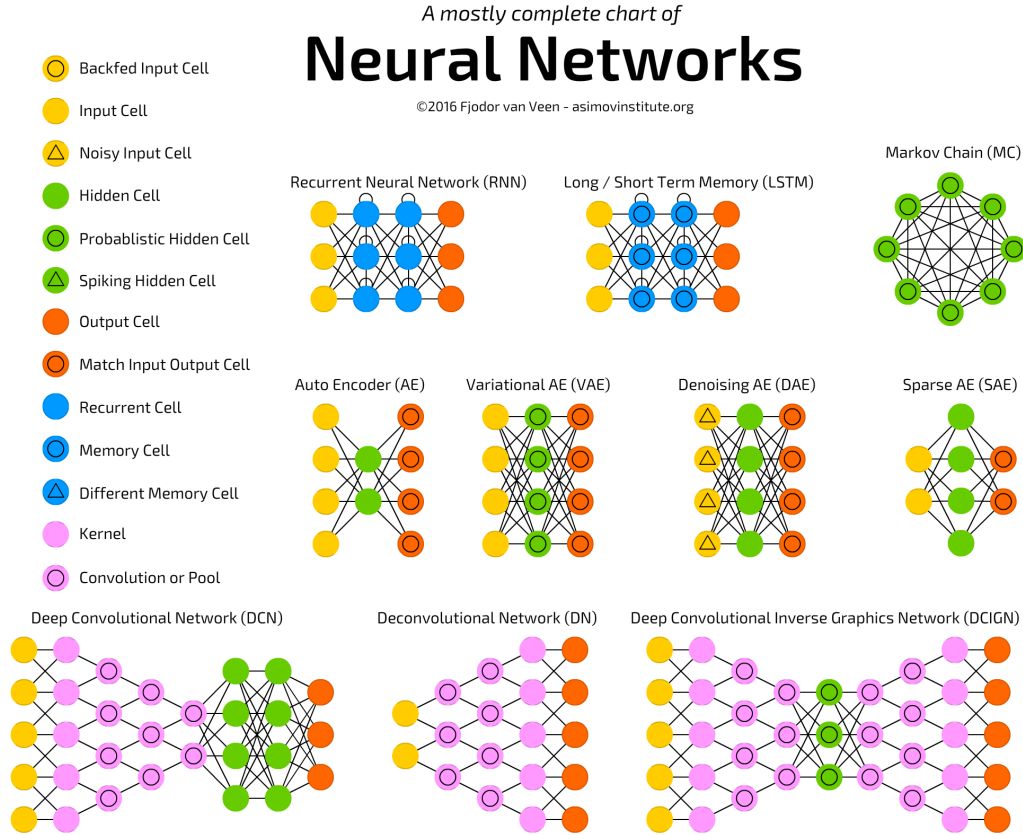 A mostly complete chart of
Neural Networks
©2016 Fjodor van Veen - asimovinstitute.org
Backfed Input Cell
Input Cell
Noisy Input Cell
Hidden Cell
Probablistic Hidden Cell
Spiking Hidden Cell
Output Cell
Match Input Output Cell
Recurrent Cell
Memory Cell
Different Memory Cell
Kernel
Convolution or Pool
Markov Chain (MC)
Recurrent Neural Network (RNN)
Long / Short Term Memory (LSTM)
Auto Encoder (AE)
Variational AE (VAE)
Denoising AE (DAE)
Sparse AE (SAE)
Deep Convolutional Network (DCN)
Deconvolutional Network (DN)
Deep Convolutional Inverse Graphics Network (DCIGN)